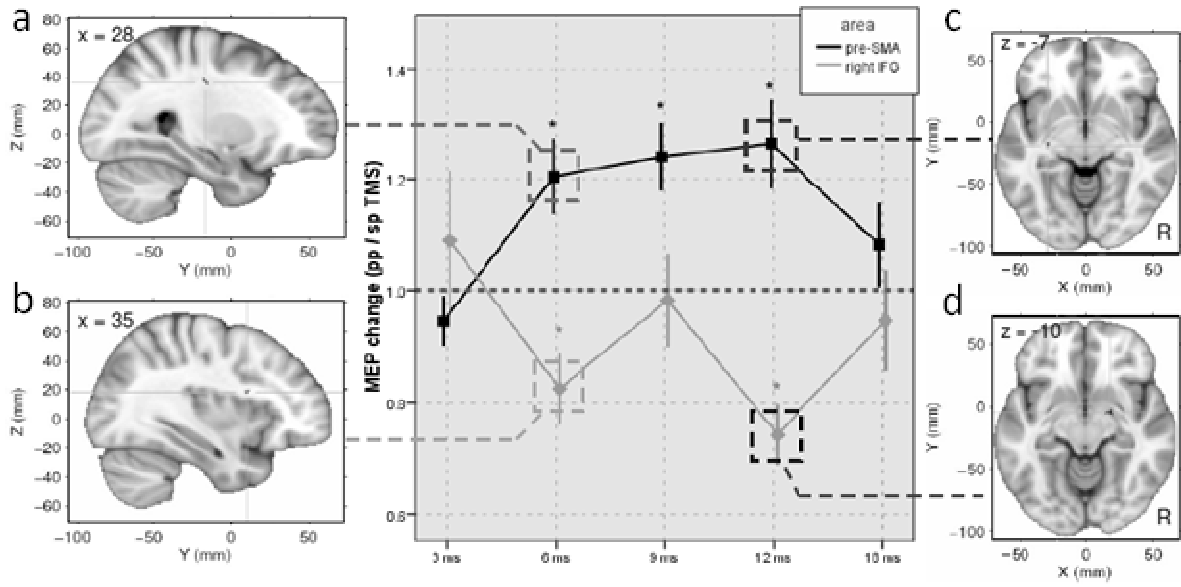 a
x = 28
80
60
40
20
0
−20
−40
−60
Z (mm)
−100
−50
0
50
Y (mm)
b
x = 35
80
60
40
20
0
−20
−40
−60
Z (mm)
−100
−50
0
50
Y (mm)
MEP change (pp / sp TMS)
1.4
1.2
1.0
0.8
0.6
area
pre-SMA
right IFG
*
*
*
*
*
3 ms
6 ms
9 ms
12 ms
c
z = -7
50
0
−50
−100
Y (mm)
R
−50
0
50
X (mm)
d
z = -10
50
0
−50
−100
Y (mm)
R
−50
0
50
X (mm)